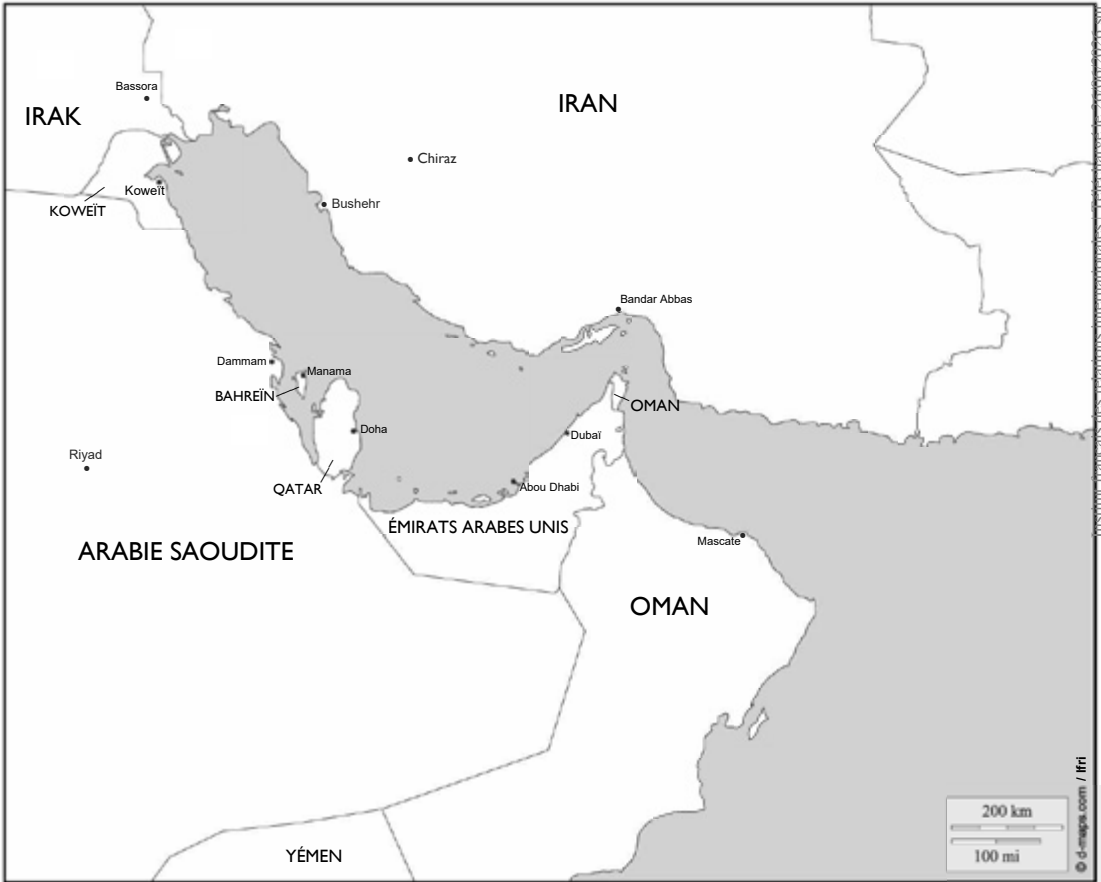 Bassora
IRAK
IRAN
Chiraz
Koweït
KOWEÏT
Bushehr
Bandar Abbas
Dammam
Manama
BAHREÏN
OMAN
Doha
Dubaï
Riyad
QATAR
Abou Dhabi
ÉMIRATS ARABES UNIS
Mascate
ARABIE SAOUDITE
OMAN
YÉMEN
200 km
100 mi
© d-maps.com / Ifri